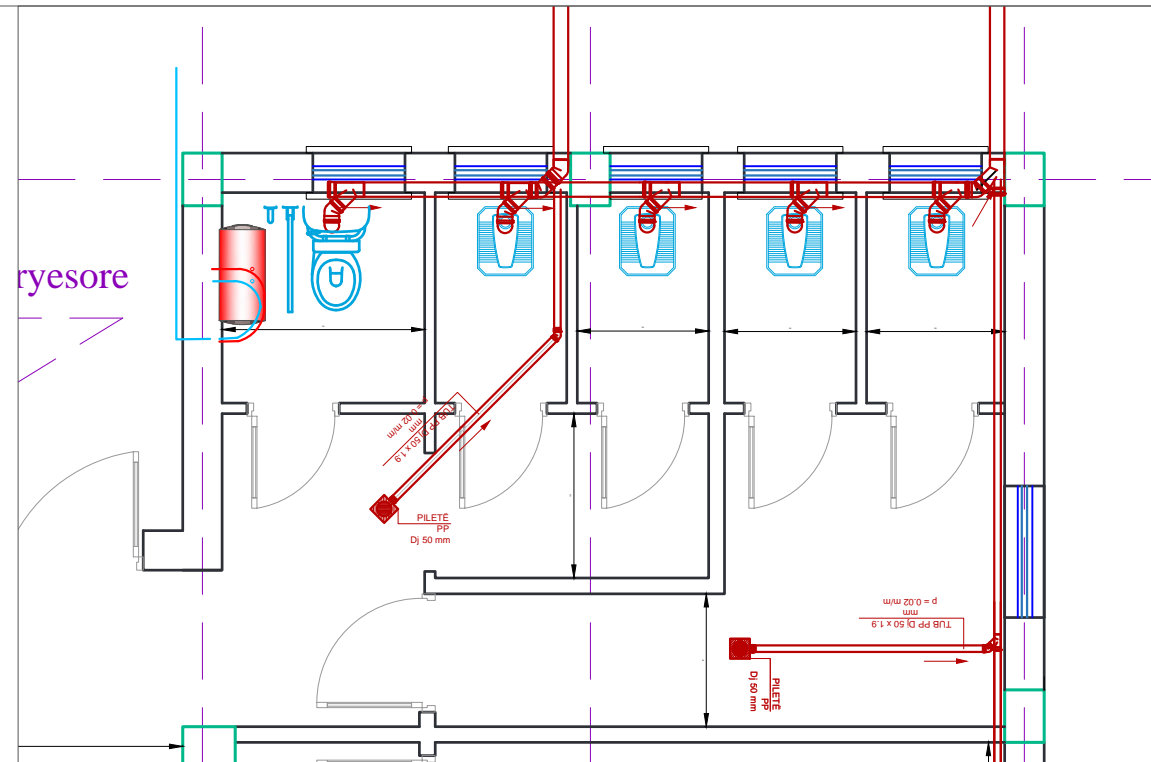 ryesore
TUB PP Dj 50 x 1.9
mm
p = 0.02 m/m
PILETË
PP
Dj 50 mm
TUB PP Dj 50 x 1.9
mm
p = 0.02 m/m
PILETË
PP
Dj 50 mm